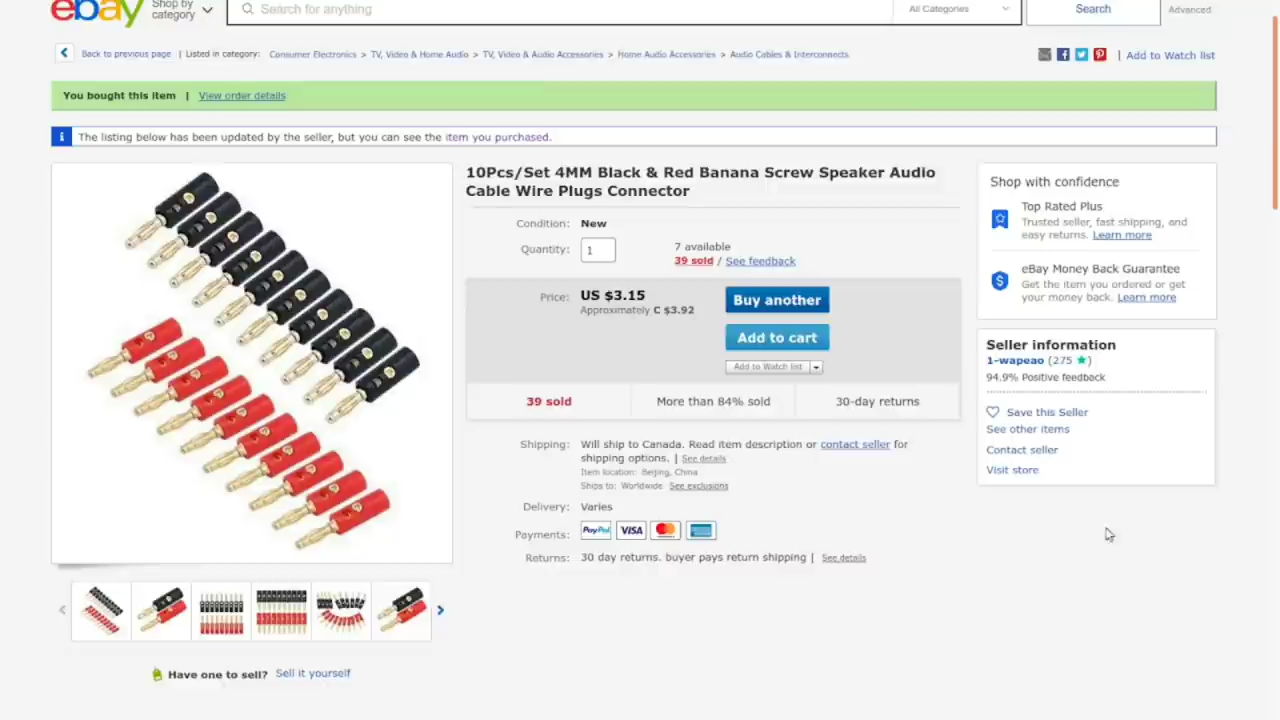 ebay
Shop by
category
Search for anything
All Categories
Search
Advanced
Back to previous page | Listed in category: Consumer Electronics > TV, Video & Home Audio > TV, Video & Audio Accessories > Home Audio Accessories > Audio Cables & Interconnects
| Add to Watch list
You bought this item | View order details
The listing below has been updated by the seller, but you can see the item you purchased.
10Pcs/Set 4MM Black & Red Banana Screw Speaker Audio
Cable Wire Plugs Connector
Condition: New
Quantity: 1
7 available
39 sold / See feedback
Price: US $3.15
Approximately C $3.92
Buy another
Add to cart
Add to Watch list
39 sold
More than 84% sold
30-day returns
Shipping: Will ship to Canada. Read item description or contact seller for
shipping options. | See details
Item location: Beijing, China
Ships to: Worldwide See exclusions
Delivery: Varies
Payments: PayPal VISA
Returns: 30 day returns. buyer pays return shipping | See details
Shop with confidence
Top Rated Plus
Trusted seller, fast shipping, and
easy returns. Learn more
eBay Money Back Guarantee
Get the item you ordered or get
your money back. Learn more
Seller information
1-wapeao (275)
94.9% Positive feedback
Save this Seller
See other items
Contact seller
Visit store
Have one to sell? Sell it yourself